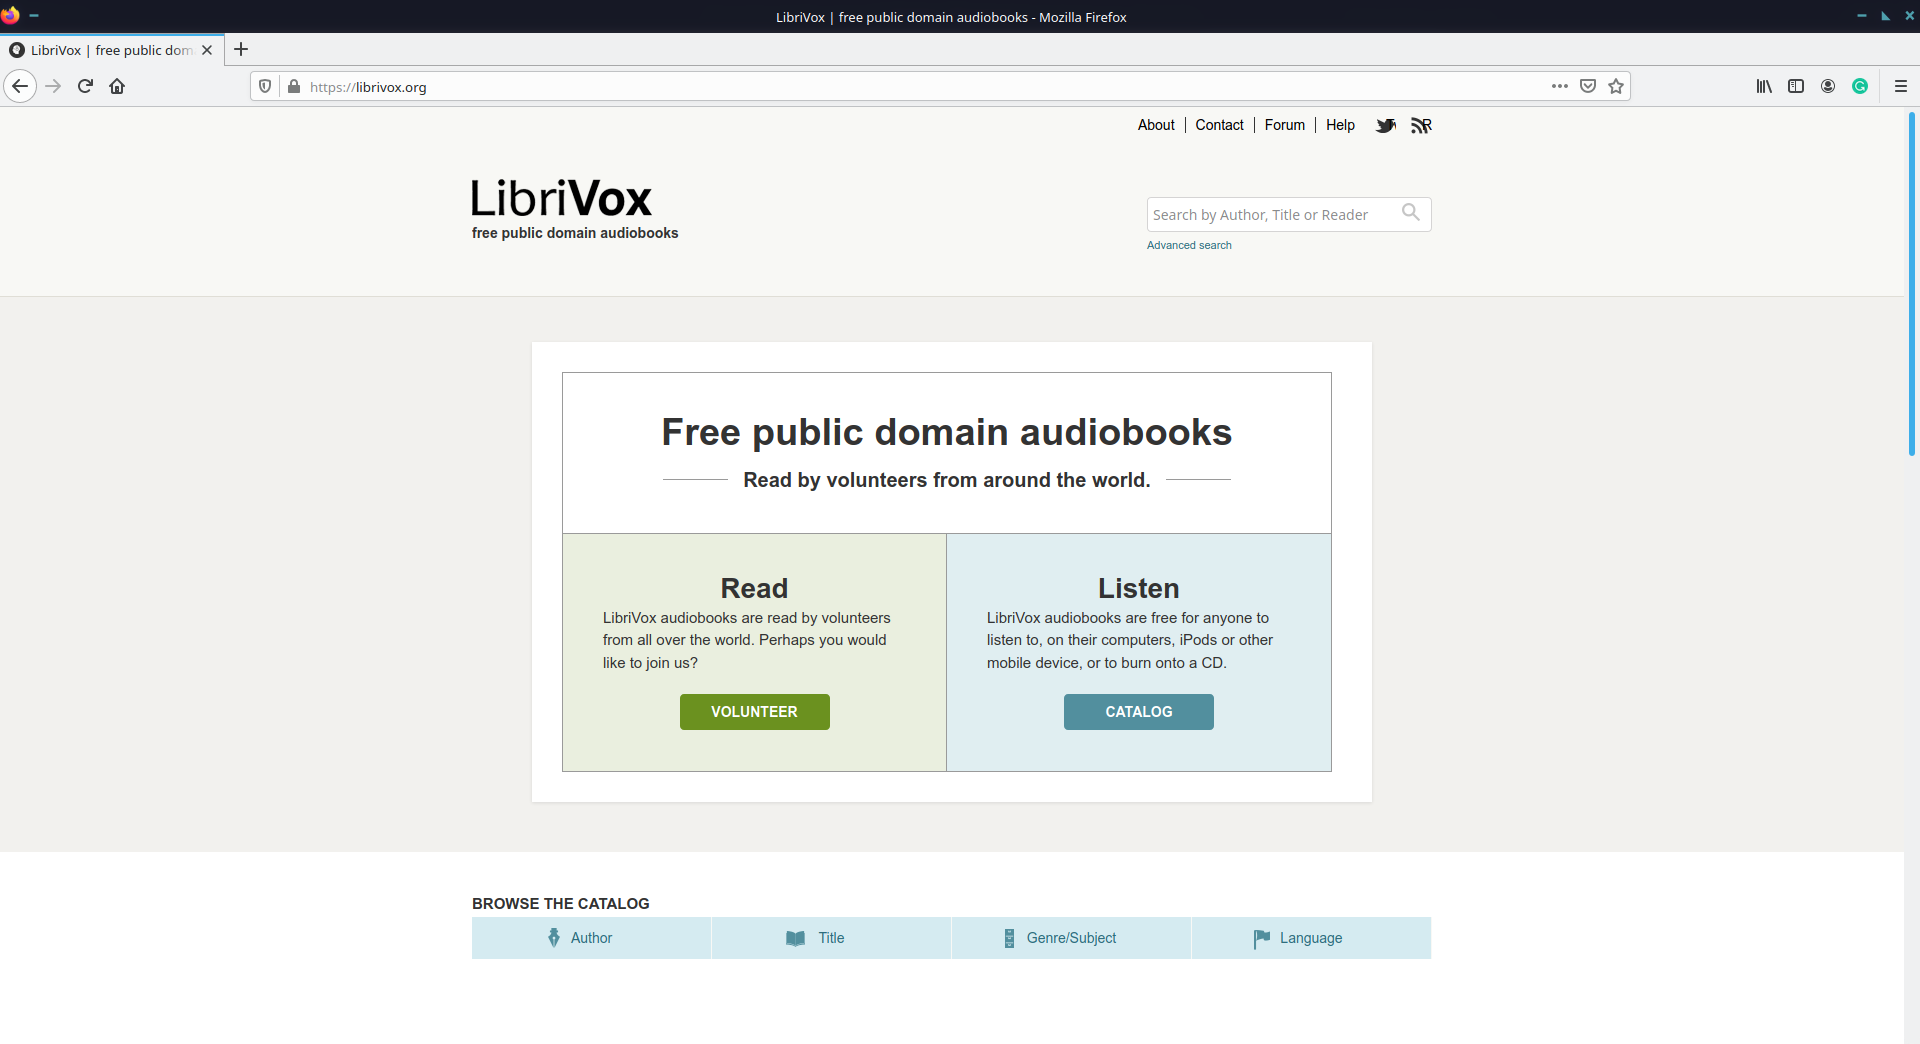 LibriVox | free public domain audiobooks - Mozilla Firefox
LibriVox | free public dom
https://librivox.org
About | Contact | Forum | Help
LibriVox
free public domain audiobooks
Search by Author, Title or Reader
Advanced search
Free public domain audiobooks
Read by volunteers from around the world.
Read
LibriVox audiobooks are read by volunteers
from all over the world. Perhaps you would
like to join us?
VOLUNTEER
Listen
LibriVox audiobooks are free for anyone to
listen to, on their computers, iPods or other
mobile device, or to burn onto a CD.
CATALOG
BROWSE THE CATALOG
Author Title Genre/Subject Language